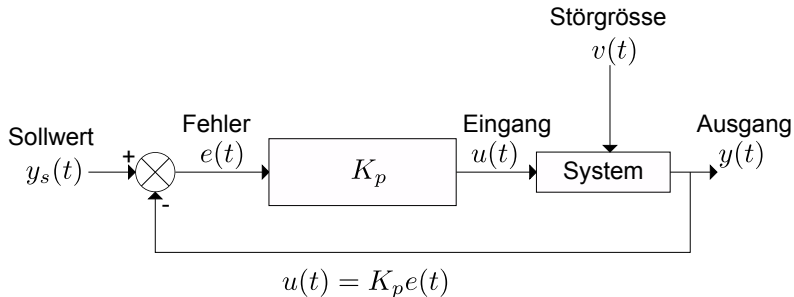 Störgrösse
v(t)
Sollwert
y_s(t)
+
-
Fehler
e(t)
K_p
Eingang
u(t)
System
Ausgang
y(t)
u(t) = K_p e(t)